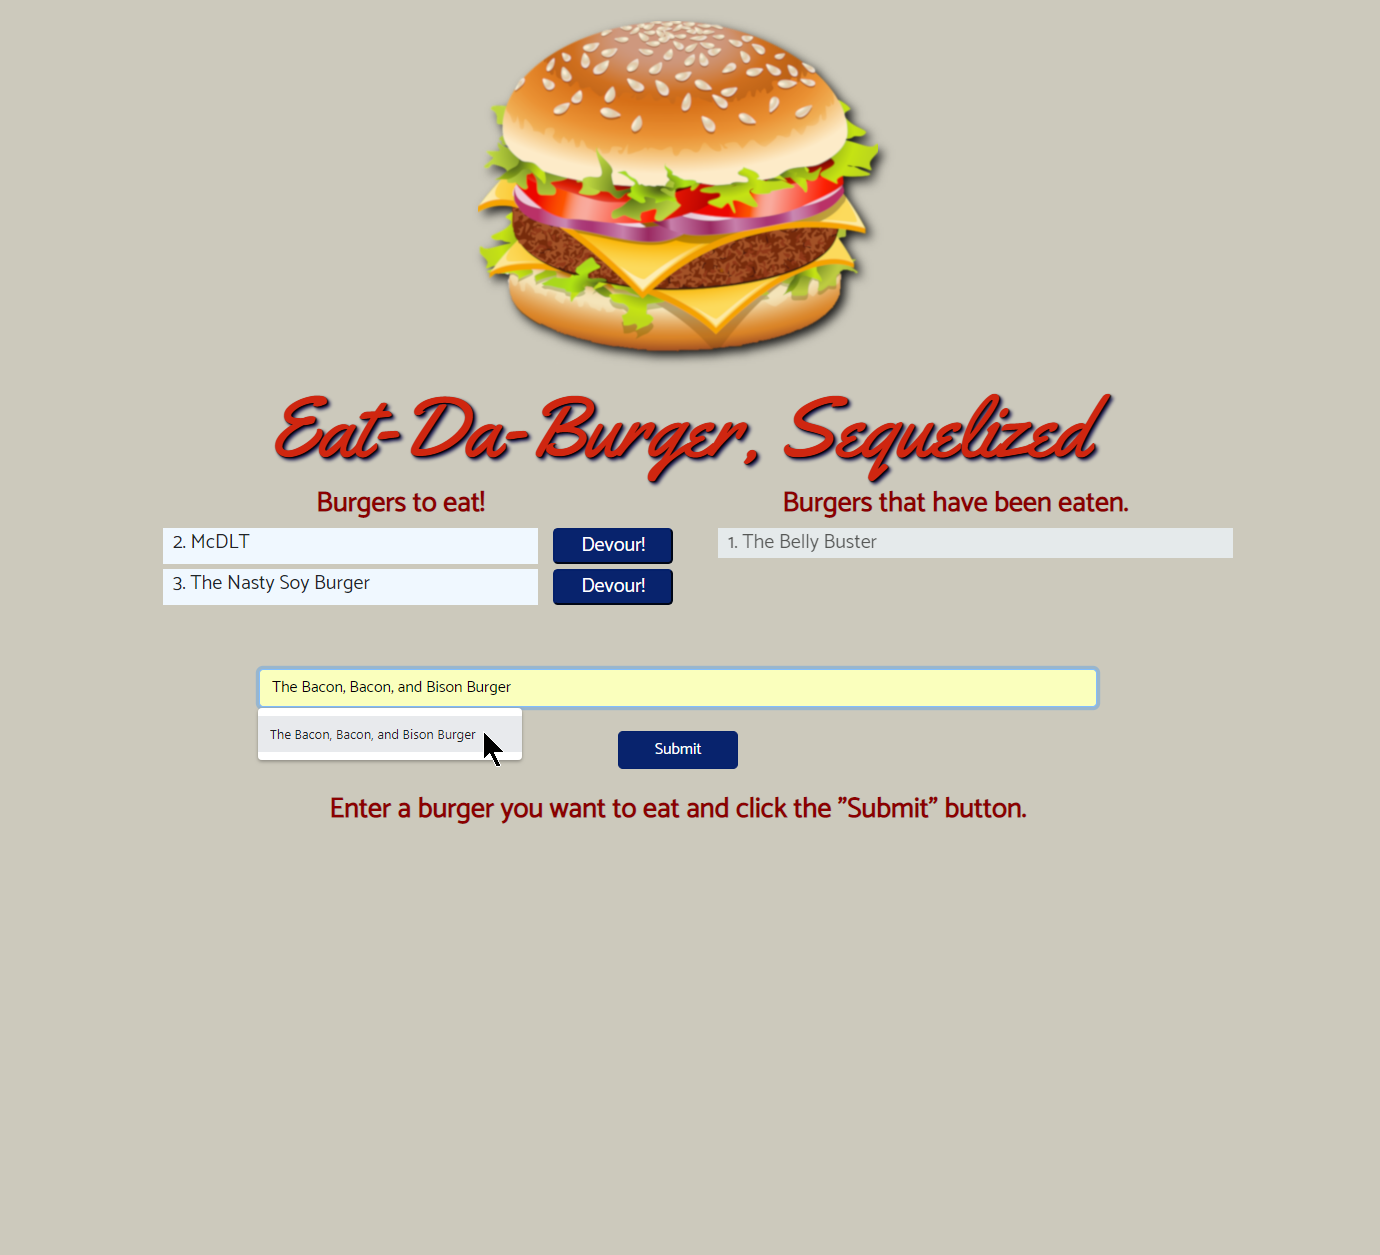 Eat-Da-Burger, Sequelized
Burgers to eat!
2. McDLT
Devour!
3. The Nasty Soy Burger
Devour!
Burgers that have been eaten.
1. The Belly Buster
The Bacon, Bacon, and Bison Burger
The Bacon, Bacon, and Bison Burger
Submit
Enter a burger you want to eat and click the "Submit" button.